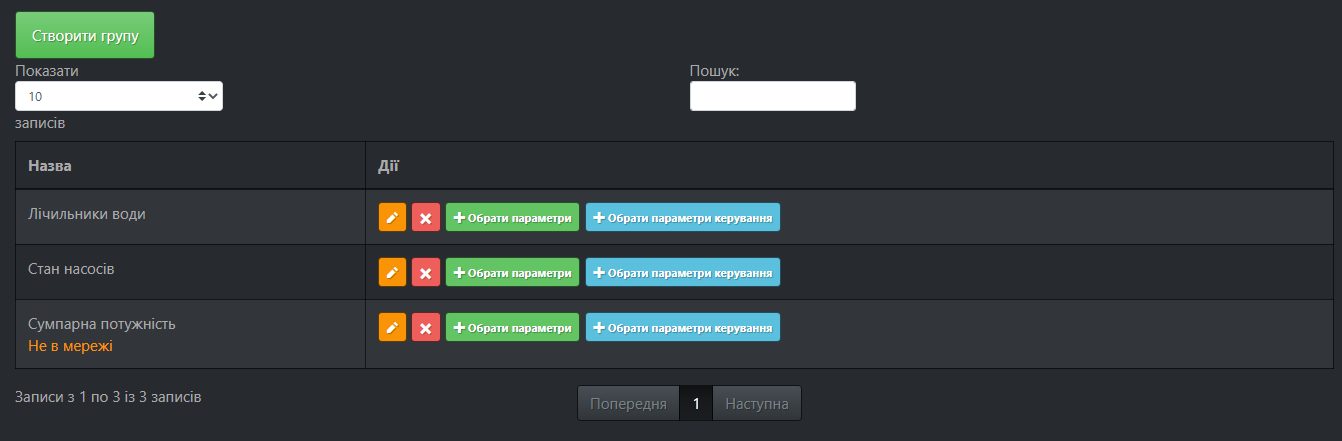 Створити групу
Показати
Пошук:
10
записів
Назва Дії
Лічильники води Обрати параметри Обрати параметри керування
Стан насосів Обрати параметри Обрати параметри керування
Сумпарна потужність Обрати параметри Обрати параметри керування
Не в мережі
Записи з 1 по 3 із 3 записів Попередня 1 Наступна